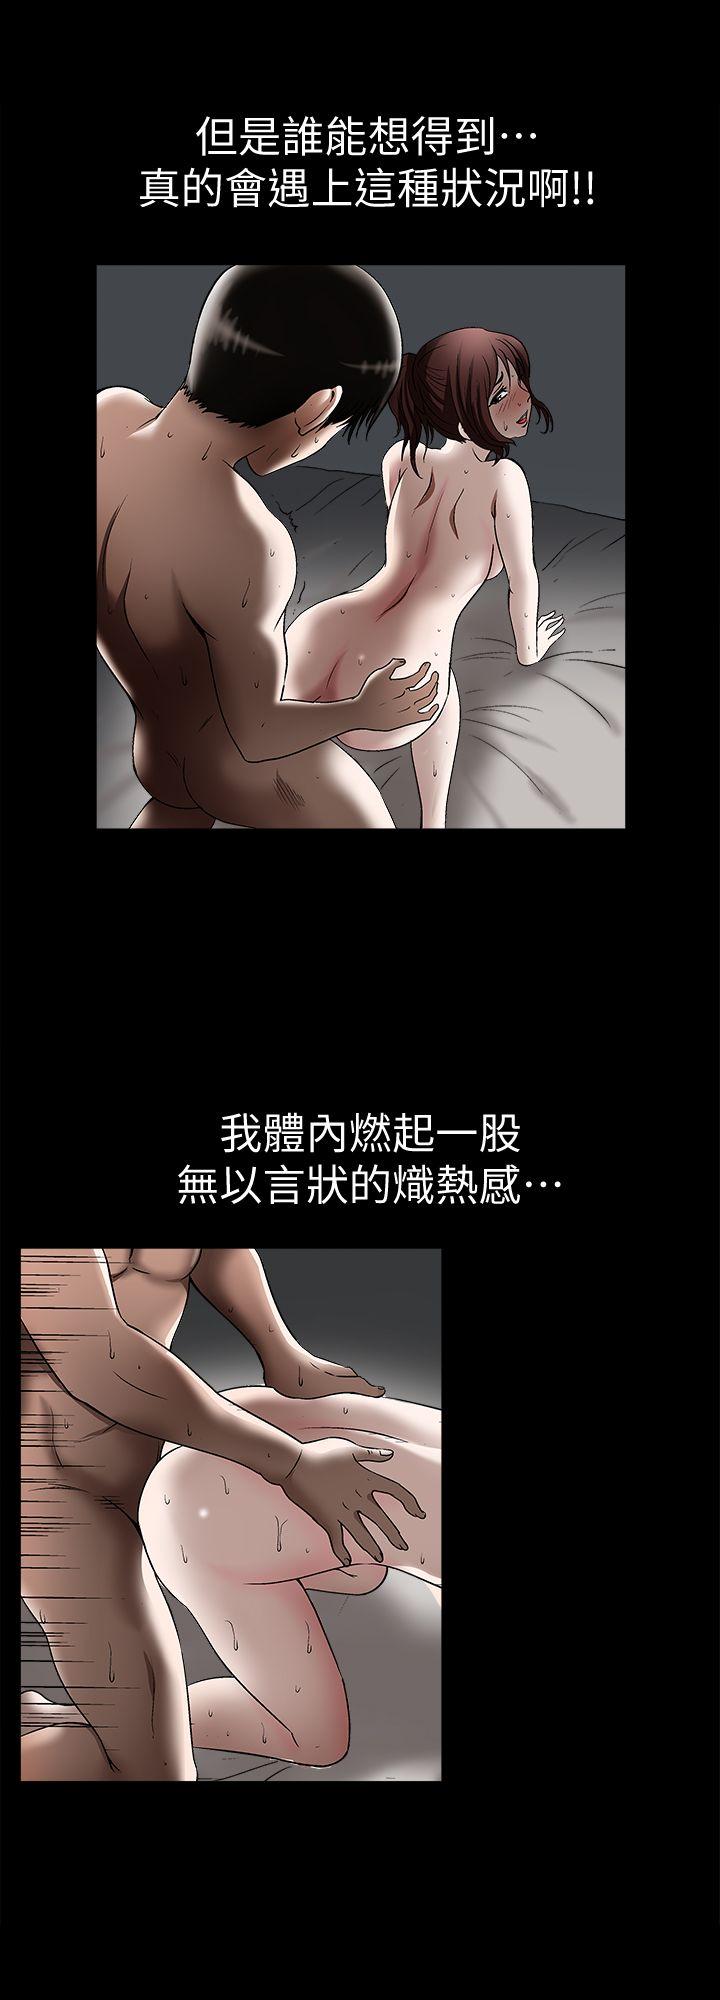 但是誰能想得到…
真的會遇上這種狀況啊!!
我體內燃起一股
無以言狀的熾熱感…